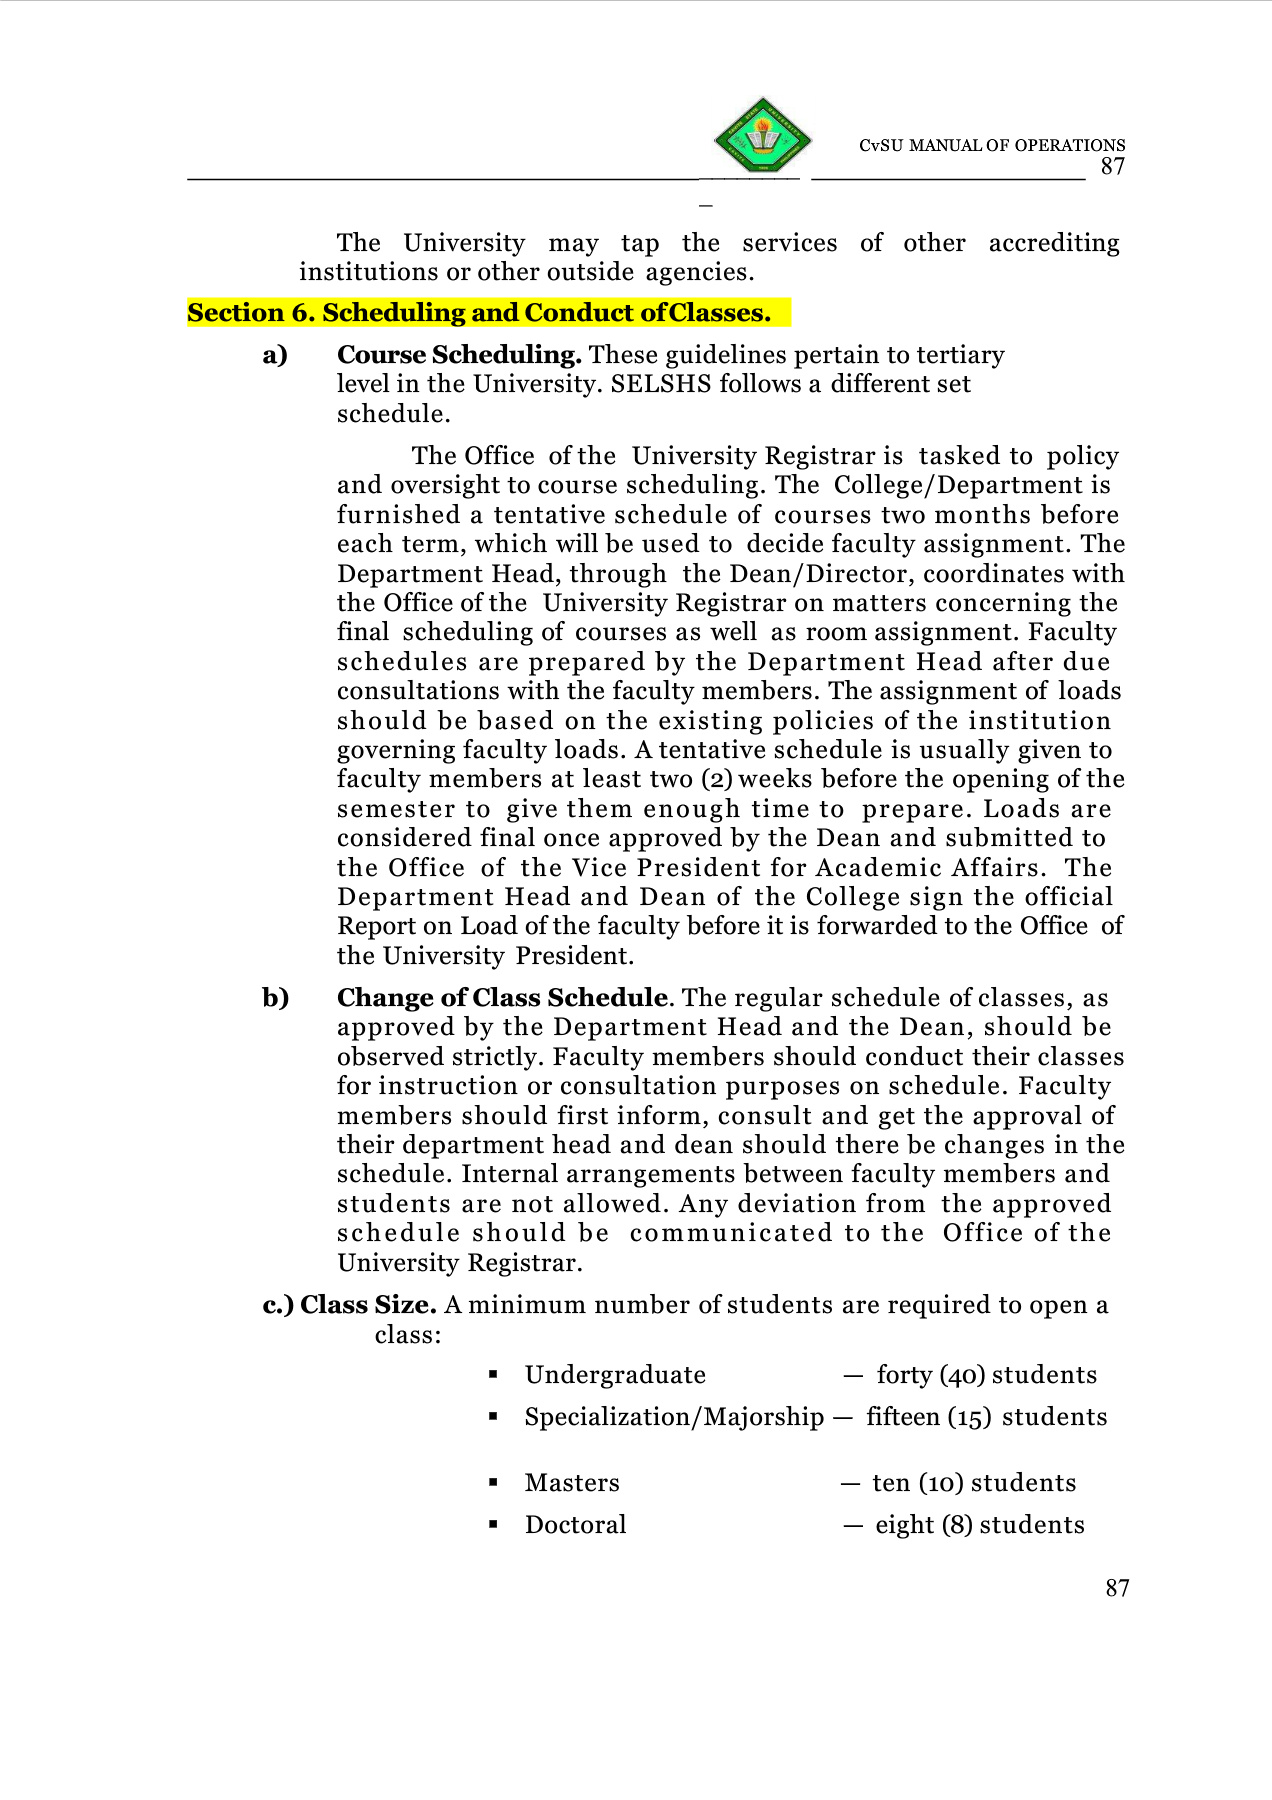 CvSU MANUAL OF OPERATIONS
87
The University may tap the services of other accrediting
institutions or other outside agencies.
Section 6. Scheduling and Conduct of Classes.
a) Course Scheduling. These guidelines pertain to tertiary
level in the University. SELSHS follows a different set
schedule.
The Office of the University Registrar is tasked to policy
and oversight to course scheduling. The College/Department is
furnished a tentative schedule of courses two months before
each term, which will be used to decide faculty assignment. The
Department Head, through the Dean/Director, coordinates with
the Office of the University Registrar on matters concerning the
final scheduling of courses as well as room assignment. Faculty
schedules are prepared by the Department Head after due
consultations with the faculty members. The assignment of loads
should be based on the existing policies of the institution
governing faculty loads. A tentative schedule is usually given to
faculty members at least two (2) weeks before the opening of the
semester to give them enough time to prepare. Loads are
considered final once approved by the Dean and submitted to
the Office of the Vice President for Academic Affairs. The
Department Head and Dean of the College sign the official
Report on Load of the faculty before it is forwarded to the Office of
the University President.
b) Change of Class Schedule. The regular schedule of classes, as
approved by the Department Head and the Dean, should be
observed strictly. Faculty members should conduct their classes
for instruction or consultation purposes on schedule. Faculty
members should first inform, consult and get the approval of
their department head and dean should there be changes in the
schedule. Internal arrangements between faculty members and
students are not allowed. Any deviation from the approved
schedule should be communicated to the Office of the
University Registrar.
c.) Class Size. A minimum number of students are required to open a
class:
▪ Undergraduate — forty (40) students
▪ Specialization/Majorship — fifteen (15) students
▪ Masters — ten (10) students
▪ Doctoral — eight (8) students
87